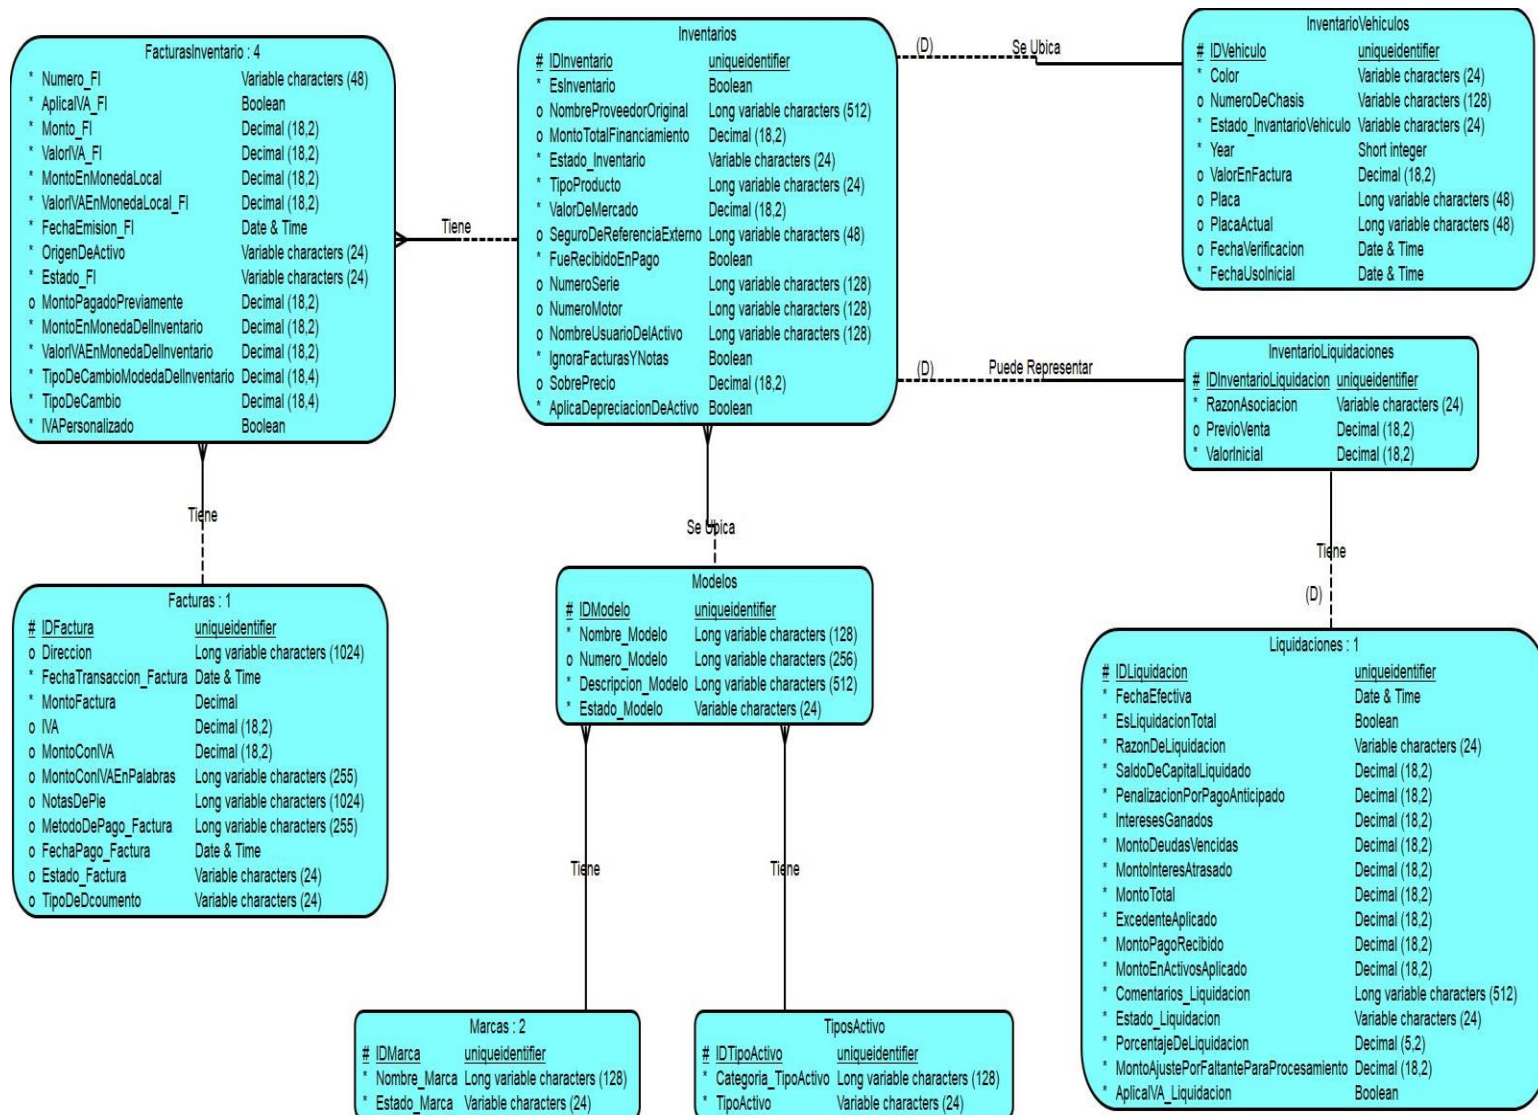 FacturasInventario : 4
* Numero_FI Variable characters (48)
* AplicaIVA_FI Boolean
* Monto_FI Decimal (18,2)
* ValorIVA_FI Decimal (18,2)
* MontoEnMonedaLocal Decimal (18,2)
* ValorIVAEnMonedaLocal_FI Decimal (18,2)
* FechaEmision_FI Date & Time
* OrigenDeActivo Variable characters (24)
* Estado_FI Variable characters (24)
o MontoPagadoPreviamente Decimal (18,2)
* MontoEnMonedaDelInventario Decimal (18,2)
* ValorIVAEnMonedaDelInventario Decimal (18,2)
* TipoDeCambioModedaDelInventario Decimal (18,4)
* TipoDeCambio Decimal (18,4)
* IVAPersonalizado Boolean
Tiene
Inventarios
# IDInventario uniqueidentifier
* EsInventario Boolean
o NombreProveedorOriginal Long variable characters (512)
o MontoTotalFinanciamiento Decimal (18,2)
* Estado_Inventario Variable characters (24)
* TipoProducto Long variable characters (24)
* ValorDeMercado Decimal (18,2)
o SeguroDeReferenciaExterno Long variable characters (48)
* FueRecibidoEnPago Boolean
o NumeroSerie Long variable characters (128)
o NumeroMotor Long variable characters (128)
o NombreUsuarioDelActivo Long variable characters (128)
* IgnoraFacturasYNotas Boolean
o SobrePrecio Decimal (18,2)
* AplicaDepreciacionDeActivo Boolean
(D) Se Ubica
InventarioVehiculos
# IDVehiculo uniqueidentifier
* Color Variable characters (24)
o NumeroDeChasis Variable characters (128)
* Estado_InvantarioVehiculo Variable characters (24)
* Year Short integer
o ValorEnFactura Decimal (18,2)
o Placa Long variable characters (48)
o PlacaActual Long variable characters (48)
o FechaVerificacion Date & Time
* FechaUsoInicial Date & Time
(D) Puede Representar
InventarioLiquidaciones
# IDInventarioLiquidacion uniqueidentifier
* RazonAsociacion Variable characters (24)
o PrevioVenta Decimal (18,2)
* ValorInicial Decimal (18,2)
Tiene
Se Ubica
Tiene
(D)
Facturas : 1
# IDFactura uniqueidentifier
o Direccion Long variable characters (1024)
* FechaTransaccion_Factura Date & Time
* MontoFactura Decimal
o IVA Decimal (18,2)
o MontoConIVA Decimal (18,2)
o MontoConIVAEnPalabras Long variable characters (255)
o NotasDePie Long variable characters (1024)
o MetodoDePago_Factura Long variable characters (255)
o FechaPago_Factura Date & Time
o Estado_Factura Variable characters (24)
o TipoDeDcoumento Variable characters (24)
Modelos
# IDModelo uniqueidentifier
* Nombre_Modelo Long variable characters (128)
o Numero_Modelo Long variable characters (256)
* Descripcion_Modelo Long variable characters (512)
* Estado_Modelo Variable characters (24)
Tiene
Tiene
Liquidaciones : 1
# IDLiquidacion uniqueidentifier
* FechaEfectiva Date & Time
* EsLiquidacionTotal Boolean
* RazonDeLiquidacion Variable characters (24)
* SaldoDeCapitalLiquidado Decimal (18,2)
* PenalizacionPorPagoAnticipado Decimal (18,2)
* InteresesGanados Decimal (18,2)
* MontoDeudasVencidas Decimal (18,2)
* MontoInteresAtrasado Decimal (18,2)
* MontoTotal Decimal (18,2)
* ExcedenteAplicado Decimal (18,2)
* MontoPagoRecibido Decimal (18,2)
* MontoEnActivosAplicado Decimal (18,2)
* Comentarios_Liquidacion Long variable characters (512)
* Estado_Liquidacion Variable characters (24)
* PorcentajeDeLiquidacion Decimal (5,2)
* MontoAjustePorFaltanteParaProcesamiento Decimal (18,2)
* AplicaIVA_Liquidacion Boolean
Marcas : 2
# IDMarca uniqueidentifier
* Nombre_Marca Long variable characters (128)
* Estado_Marca Variable characters (24)
TiposActivo
# IDTipoActivo uniqueidentifier
* Categoria_TipoActivo Long variable characters (128)
* TipoActivo Variable characters (24)